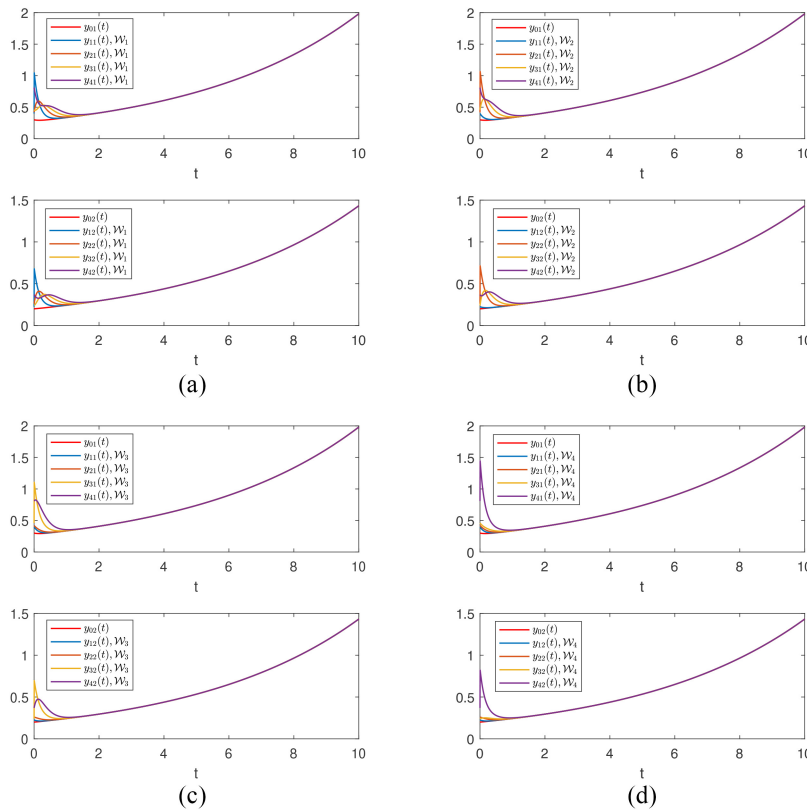 2
1.5
1
0.5
0
y₀₁(t)
y₁₁(t), 𝒲₁
y₂₁(t), 𝒲₁
y₃₁(t), 𝒲₁
y₄₁(t), 𝒲₁
0 2 4 6 8 10
t
2
1.5
1
0.5
0
y₀₁(t)
y₁₁(t), 𝒲₂
y₂₁(t), 𝒲₂
y₃₁(t), 𝒲₂
y₄₁(t), 𝒲₂
0 2 4 6 8 10
t
1.5
1
0.5
0
y₀₂(t)
y₁₂(t), 𝒲₁
y₂₂(t), 𝒲₁
y₃₂(t), 𝒲₁
y₄₂(t), 𝒲₁
0 2 4 6 8 10
t
(a)
1.5
1
0.5
0
y₀₂(t)
y₁₂(t), 𝒲₂
y₂₂(t), 𝒲₂
y₃₂(t), 𝒲₂
y₄₂(t), 𝒲₂
0 2 4 6 8 10
t
(b)
2
1.5
1
0.5
0
y₀₁(t)
y₁₁(t), 𝒲₃
y₂₁(t), 𝒲₃
y₃₁(t), 𝒲₃
y₄₁(t), 𝒲₃
0 2 4 6 8 10
t
2
1.5
1
0.5
0
y₀₁(t)
y₁₁(t), 𝒲₄
y₂₁(t), 𝒲₄
y₃₁(t), 𝒲₄
y₄₁(t), 𝒲₄
0 2 4 6 8 10
t
1.5
1
0.5
0
y₀₂(t)
y₁₂(t), 𝒲₃
y₂₂(t), 𝒲₃
y₃₂(t), 𝒲₃
y₄₂(t), 𝒲₃
0 2 4 6 8 10
t
(c)
1.5
1
0.5
0
y₀₂(t)
y₁₂(t), 𝒲₄
y₂₂(t), 𝒲₄
y₃₂(t), 𝒲₄
y₄₂(t), 𝒲₄
0 2 4 6 8 10
t
(d)